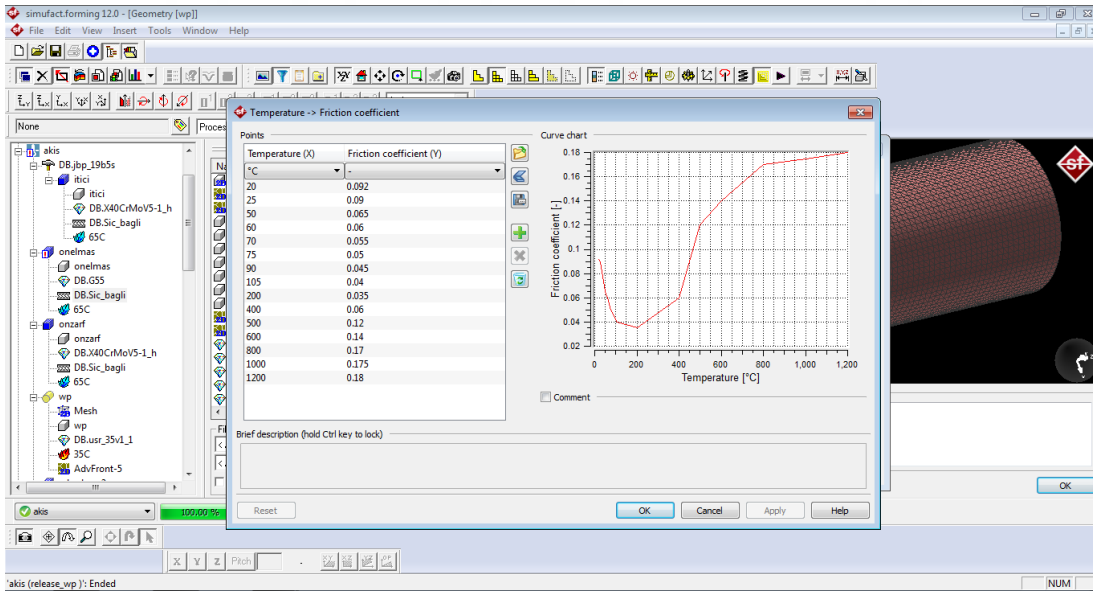 simufact.forming 12.0 - [Geometry [wp]]
File Edit View Insert Tools Window Help
None
Proces
akis
DB.jbp_19b5s
itici
itici
DB.X40CrMoV5-1_h
DB.Sic_bagli
65C
onelmas
onelmas
DB.G55
DB.Sic_bagli
65C
onzarf
onzarf
DB.X40CrMoV5-1_h
DB.Sic_bagli
65C
wp
Mesh
wp
DB.usr_35v1_1
35C
AdvFront-5
Na
Fil
Temperature -> Friction coefficient
Points
Temperature (X) Friction coefficient (Y)
°C -
20 0.092
25 0.09
50 0.065
60 0.06
70 0.055
75 0.05
90 0.045
105 0.04
200 0.035
400 0.06
500 0.12
600 0.14
800 0.17
1000 0.175
1200 0.18
Curve chart
Friction coefficient [-]
0.18
0.16
0.14
0.12
0.1
0.08
0.06
0.04
0.02
0 200 400 600 800 1,000 1,200
Temperature [°C]
Comment
Brief description (hold Ctrl key to lock)
Reset OK Cancel Apply Help
sf
OK
akis
100.00 %
X Y Z Pitch
'akis (release_wp )': Ended
NUM